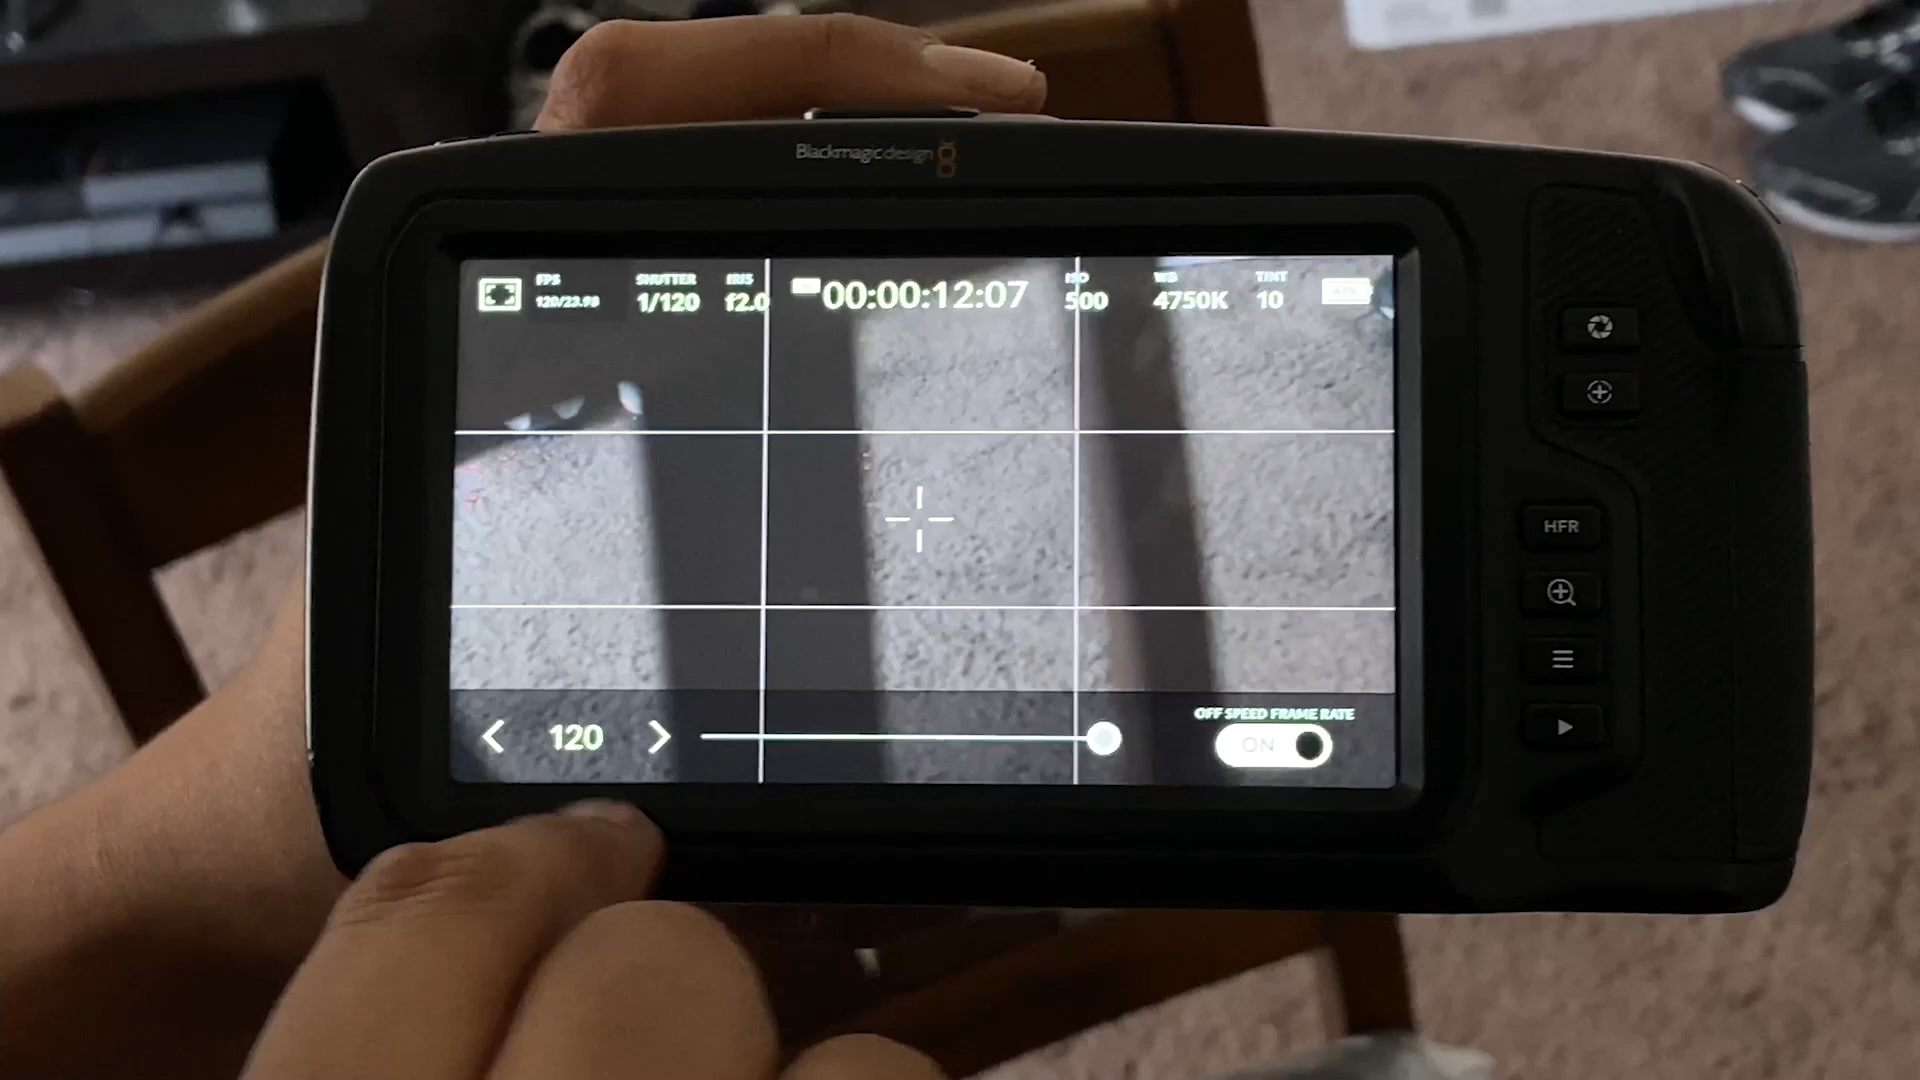 Blackmagicdesign
FPS SHUTTER IRIS ISO WB TINT
120/23.98 1/120 f2.0 00:00:12:07 500 4750K 10
HFR
OFF SPEED FRAME RATE
120 ON